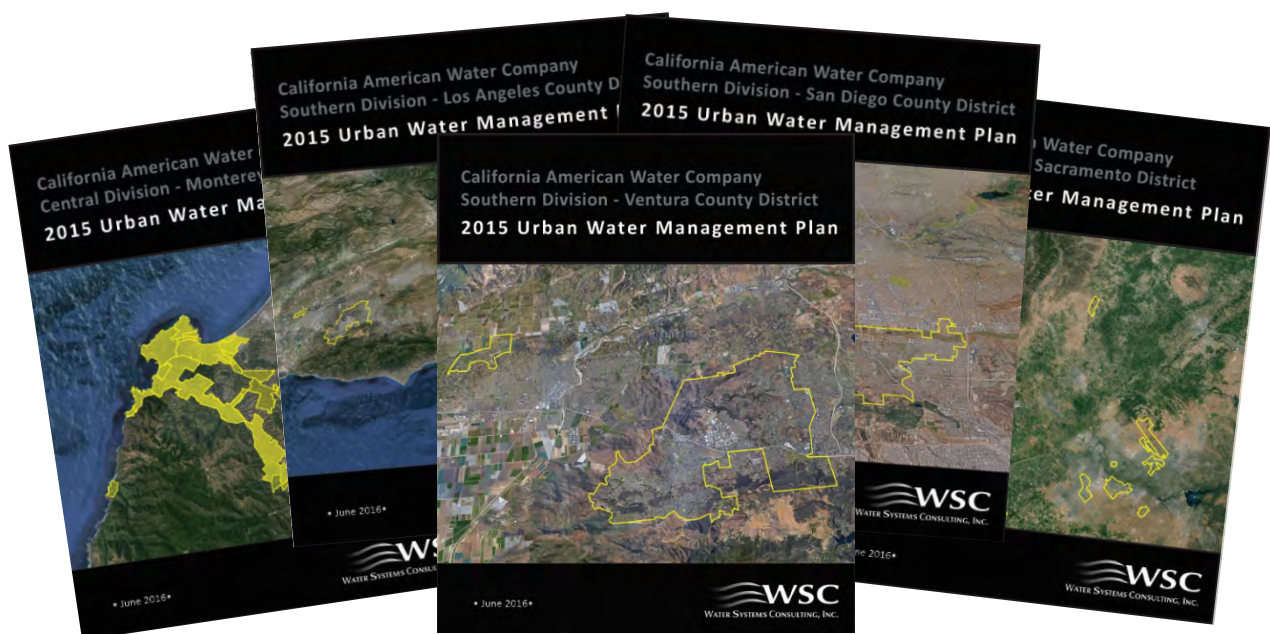 California American Water
Central Division - Monterey
2015 Urban Water Ma
• June 2016•
WSC
WATER SYSTEMS CONSUL
California American Water Company
Southern Division - Los Angeles County D
2015 Urban Water Management
• June 2016•
California American Water Company
Southern Division - Ventura County District
2015 Urban Water Management Plan
• June 2016•
WSC
WATER SYSTEMS CONSULTING, INC.
California American Water Company
Southern Division - San Diego County District
2015 Urban Water Management Plan
WSC
WATER SYSTEMS CONSULTING, INC.
Water Company
Sacramento District
ter Management Plan
ne 2016•
WSC
WATER SYSTEMS CONSULTING, INC.